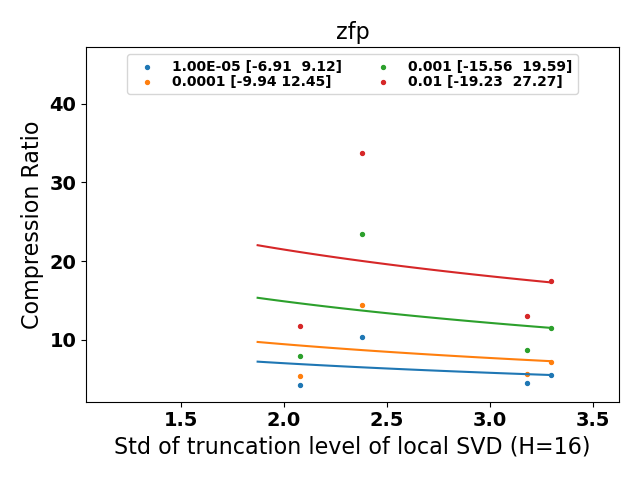 zfp
1.00E-05 [-6.91  9.12]
0.0001 [-9.94 12.45]
0.001 [-15.56  19.59]
0.01 [-19.23  27.27]
Compression Ratio
40
30
20
10
1.5 2.0 2.5 3.0 3.5
Std of truncation level of local SVD (H=16)